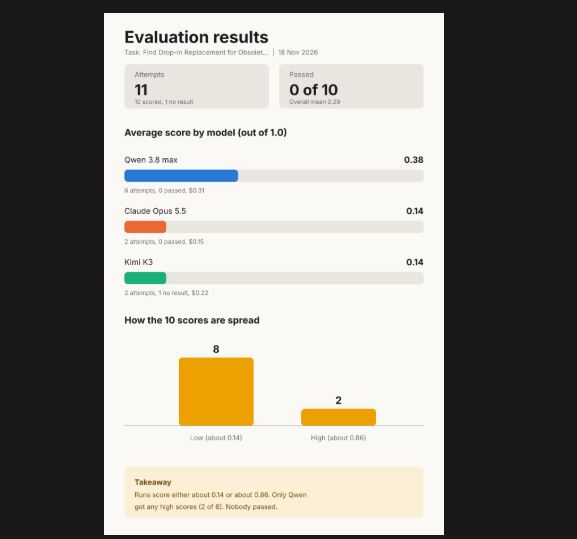 Evaluation results
Task: Find Drop-in Replacement for Obsolet... | 18 Nov 2026
Attempts
11
10 scored, 1 no result
Passed
0 of 10
Overall mean 0.29
Average score by model (out of 1.0)
Qwen 3.8 max 0.38
6 attempts, 0 passed, $0.31
Claude Opus 5.5 0.14
2 attempts, 0 passed, $0.15
Kimi K3 0.14
2 attempts, 1 no result, $0.22
How the 10 scores are spread
8
2
Low (about 0.14) High (about 0.86)
Takeaway
Runs score either about 0.14 or about 0.86. Only Qwen
got any high scores (2 of 6). Nobody passed.